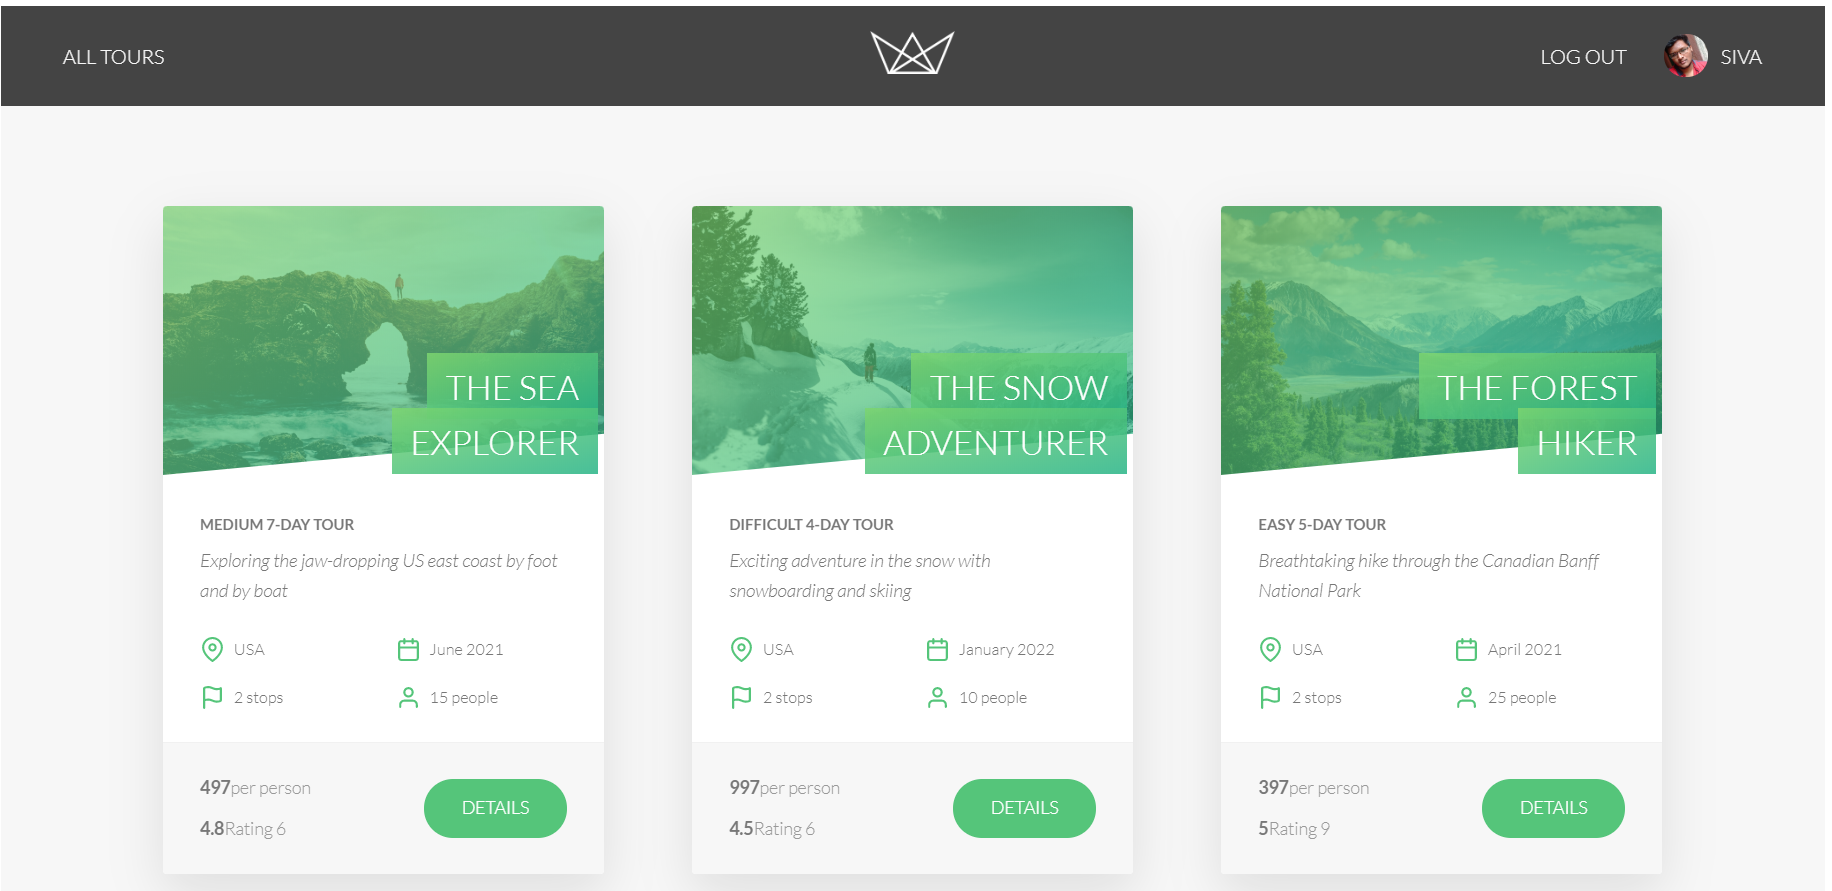 ALL TOURS
LOG OUT
SIVA
THE SEA
EXPLORER
MEDIUM 7-DAY TOUR
Exploring the jaw-dropping US east coast by foot
and by boat
USA
June 2021
2 stops
15 people
497per person
4.8Rating 6
DETAILS
THE SNOW
ADVENTURER
DIFFICULT 4-DAY TOUR
Exciting adventure in the snow with
snowboarding and skiing
USA
January 2022
2 stops
10 people
997per person
4.5Rating 6
DETAILS
THE FOREST
HIKER
EASY 5-DAY TOUR
Breathtaking hike through the Canadian Banff
National Park
USA
April 2021
2 stops
25 people
397per person
5Rating 9
DETAILS